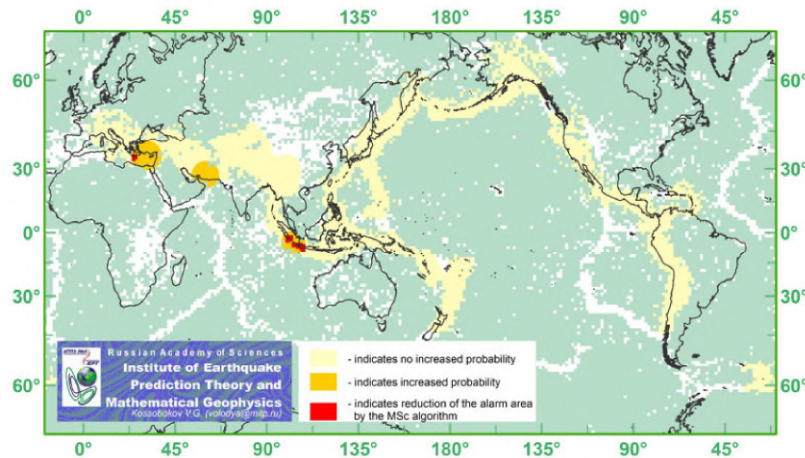 0° 45° 90° 135° 135° 90° 45°
60° 60°
30° 30°
0° 0°
30° 30°
60° 60°
Russian Academy of Sciences
Institute of Earthquake
Prediction Theory and
Mathematical Geophysics
Kossobokov V.G. (volodya@mitp.ru)
- indicates no increased probability
- indicates increased probability
- indicates reduction of the alarm area
by the MSc algorithm
0° 45° 90° 135° 135° 90° 45°